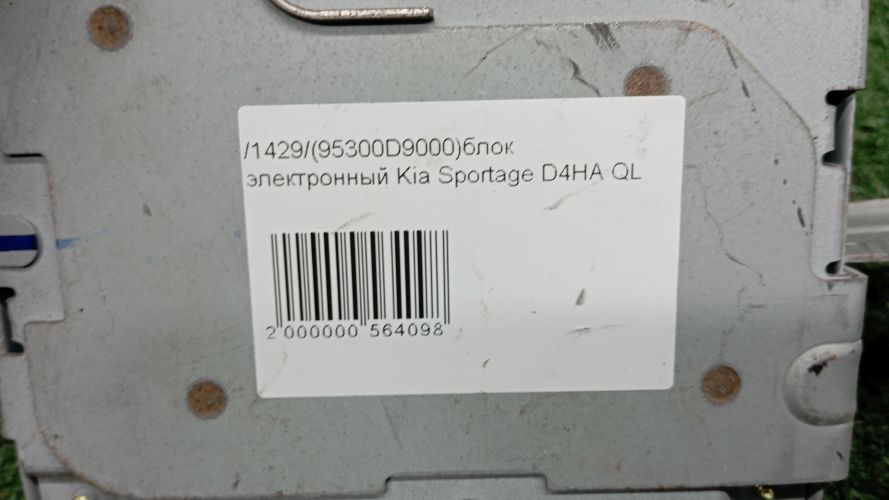 /1429/(95300D9000)блок
электронный Kia Sportage D4HA QL
2 000000 564098